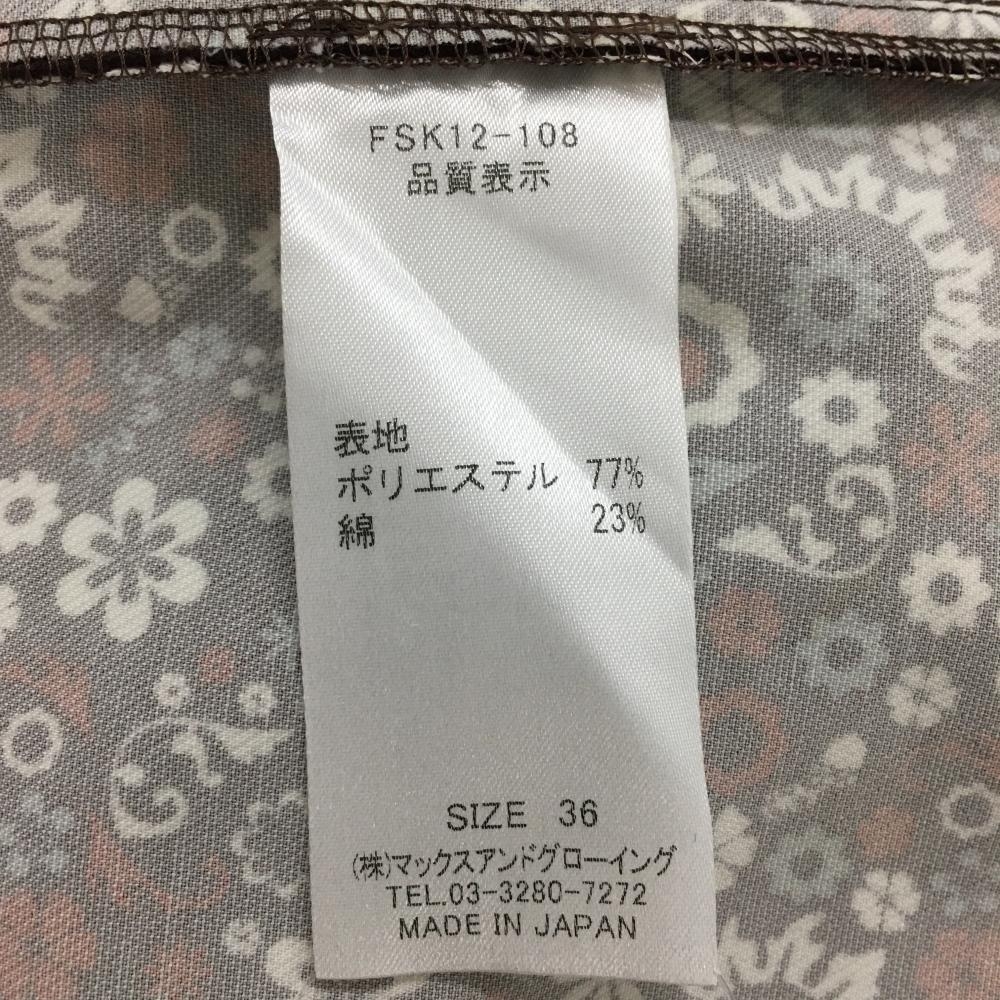 FSK12-108
品質表示
表地
ポリエステル 77%
綿 23%
SIZE 36
(株)マックスアンドグローイング
TEL.03-3280-7272
MADE IN JAPAN